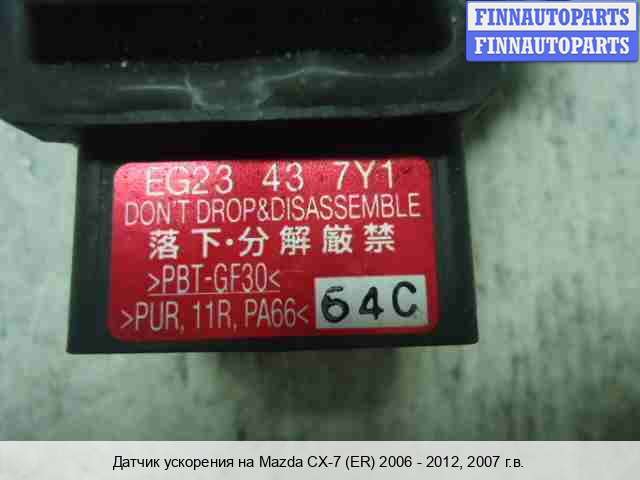 FINNAUTOPARTS
FINNAUTOPARTS
EG23 43 7Y1
DON'T DROP&DISASSEMBLE
落下・分解厳禁
>PBT-GF30<
>PUR, 11R, PA66< 64C
Датчик ускорения на Mazda CX-7 (ER) 2006 - 2012, 2007 г.в.